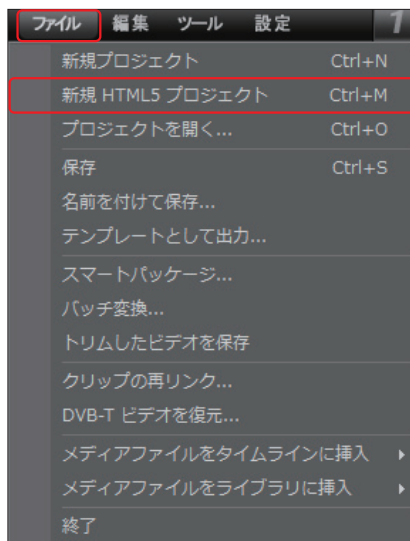 ファイル 編集 ツール 設定 1
新規プロジェクト Ctrl+N
新規 HTML5 プロジェクト Ctrl+M
プロジェクトを開く... Ctrl+O
保存 Ctrl+S
名前を付けて保存...
テンプレートとして出力...
スマートパッケージ...
バッチ変換...
トリムしたビデオを保存
クリップの再リンク...
DVB-T ビデオを復元...
メディアファイルをタイムラインに挿入
メディアファイルをライブラリに挿入
終了